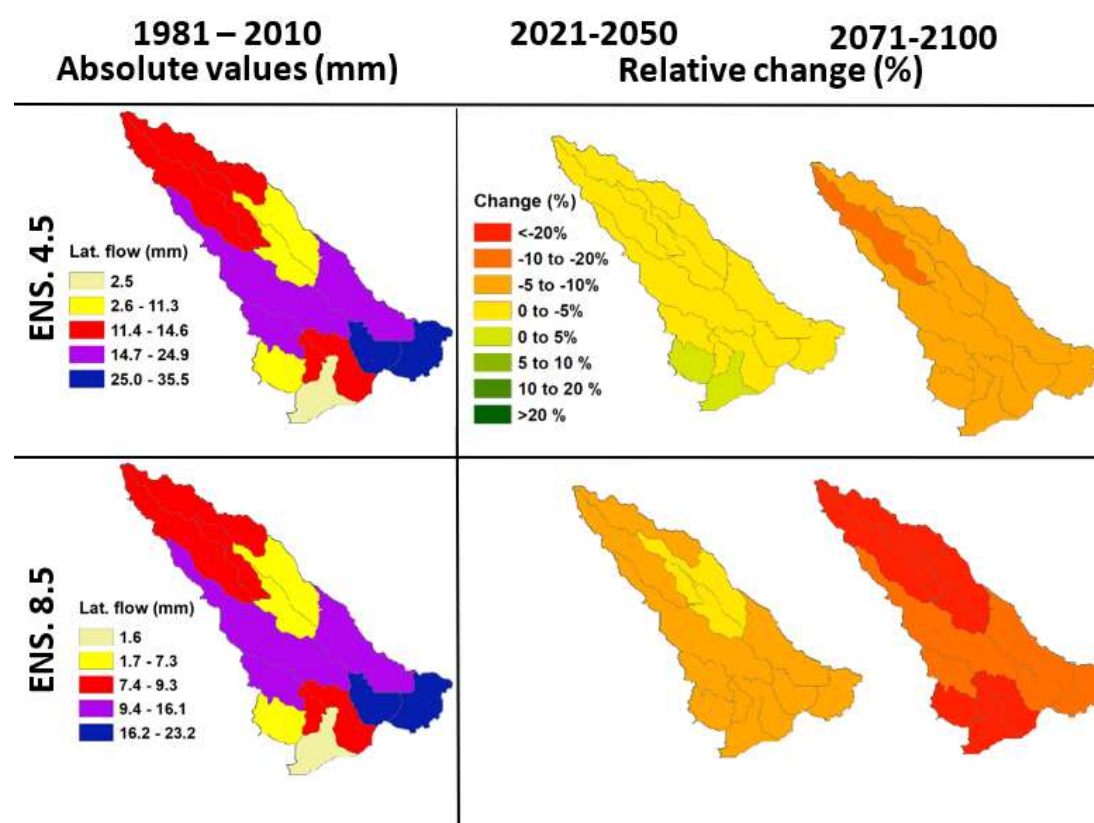 1981 – 2010
Absolute values (mm)
2021-2050
2071-2100
Relative change (%)
ENS. 4.5
Lat. flow (mm)
2.5
2.6 - 11.3
11.4 - 14.6
14.7 - 24.9
25.0 - 35.5
Change (%)
<-20%
-10 to -20%
-5 to -10%
0 to -5%
0 to 5%
5 to 10 %
10 to 20 %
>20 %
ENS. 8.5
Lat. flow (mm)
1.6
1.7 - 7.3
7.4 - 9.3
9.4 - 16.1
16.2 - 23.2